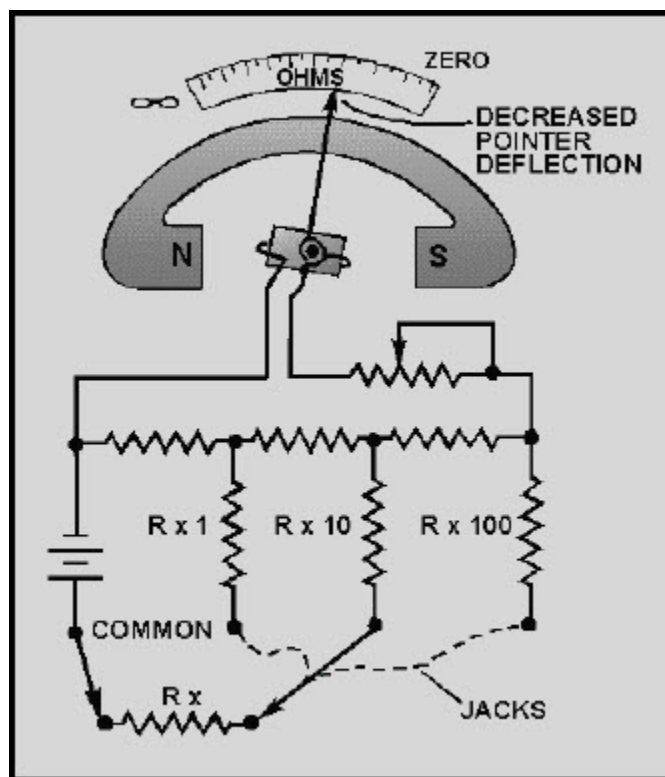 ZERO
OHMS
∞
DECREASED
POINTER
DEFLECTION
N
S
R x 1
R x 10
R x 100
COMMON
R x
JACKS